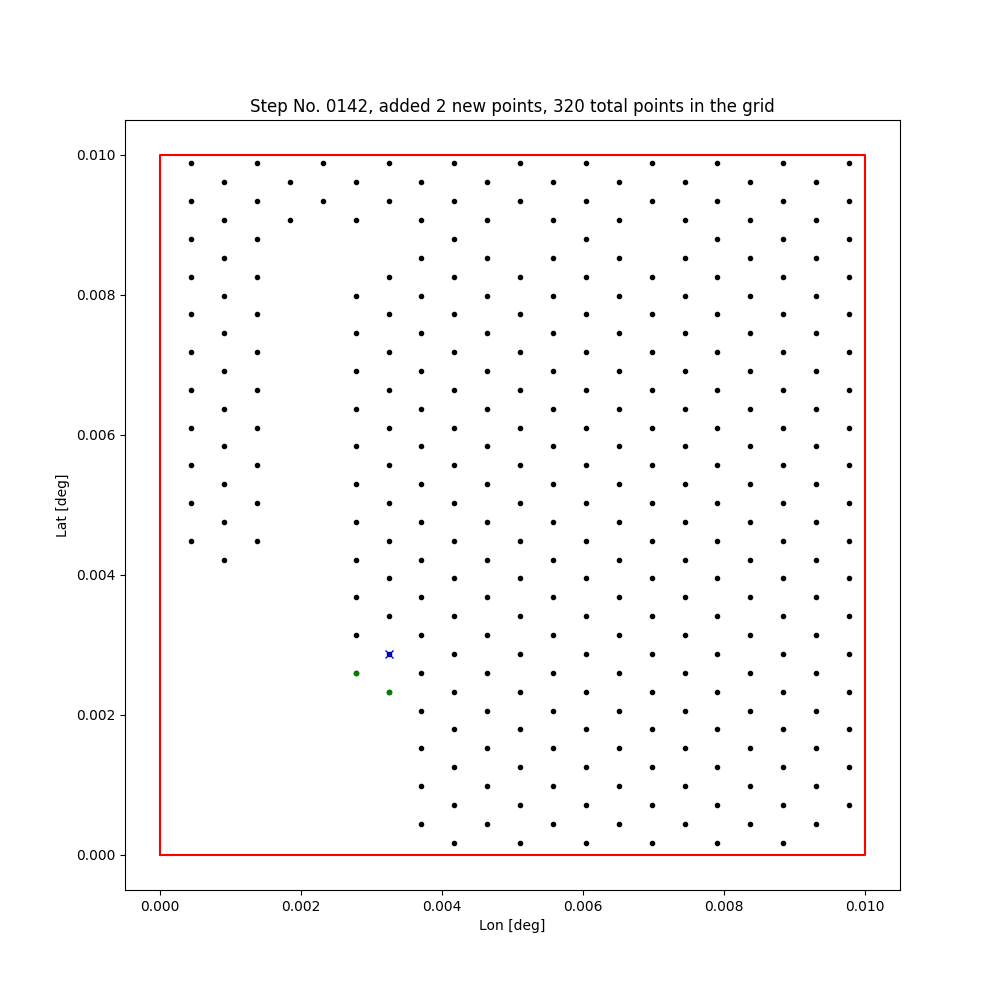 Step No. 0142, added 2 new points, 320 total points in the grid
0.010
0.008
0.006
0.004
0.002
0.000
Lat [deg]
0.000 0.002 0.004 0.006 0.008 0.010
Lon [deg]